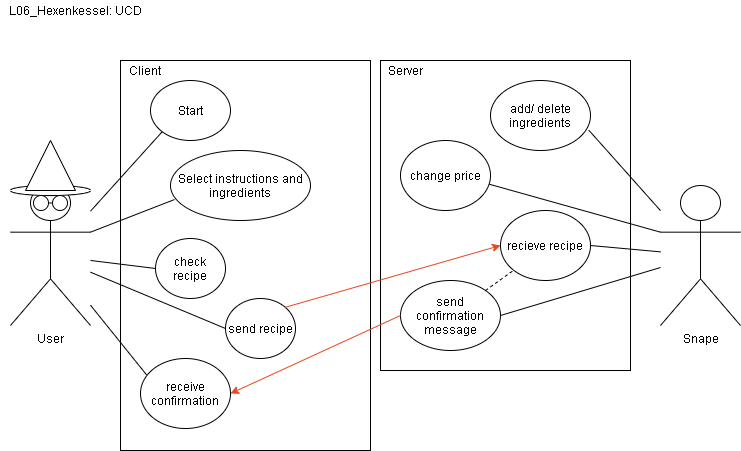 L06_Hexenkessel: UCD
Client
Start
Select instructions and
ingredients
check
recipe
send recipe
receive
confirmation
User
Server
add/ delete
ingredients
change price
recieve recipe
send
confirmation
message
Snape